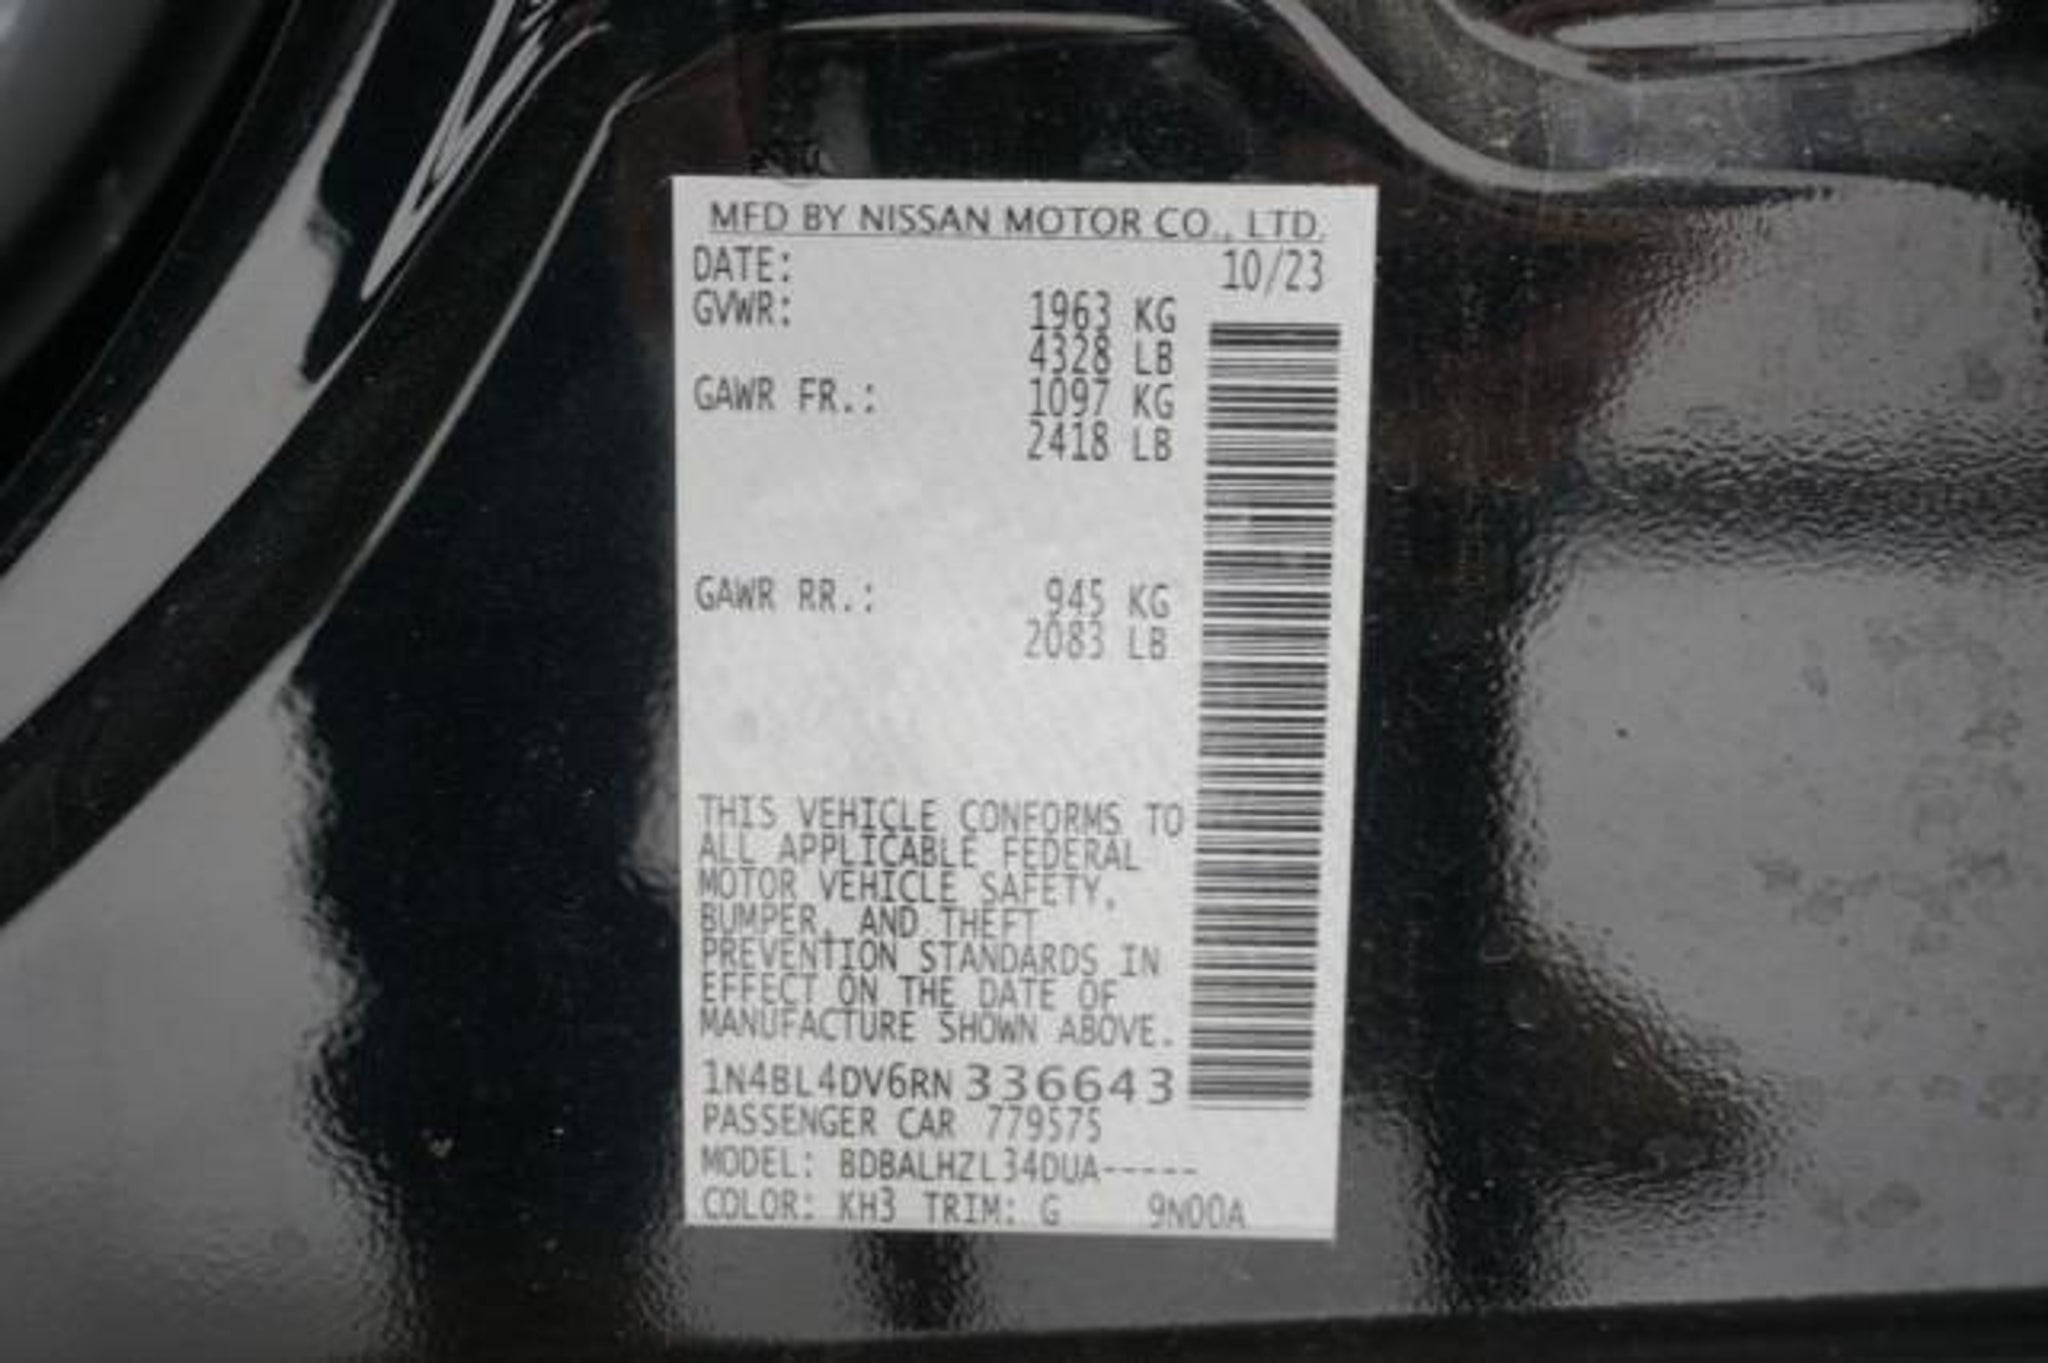 MFD BY NISSAN MOTOR CO., LTD.
DATE: 10/23
GVWR: 1963 KG
4328 LB
GAWR FR.: 1097 KG
2418 LB
GAWR RR.: 945 KG
2083 LB
THIS VEHICLE CONFORMS TO
ALL APPLICABLE FEDERAL
MOTOR VEHICLE SAFETY,
BUMPER, AND THEFT
PREVENTION STANDARDS IN
EFFECT ON THE DATE OF
MANUFACTURE SHOWN ABOVE.
1N4BL4DV6RN336643
PASSENGER CAR 779575
MODEL: BDBALHZL34DUA-----
COLOR: KH3 TRIM: G 9N00A